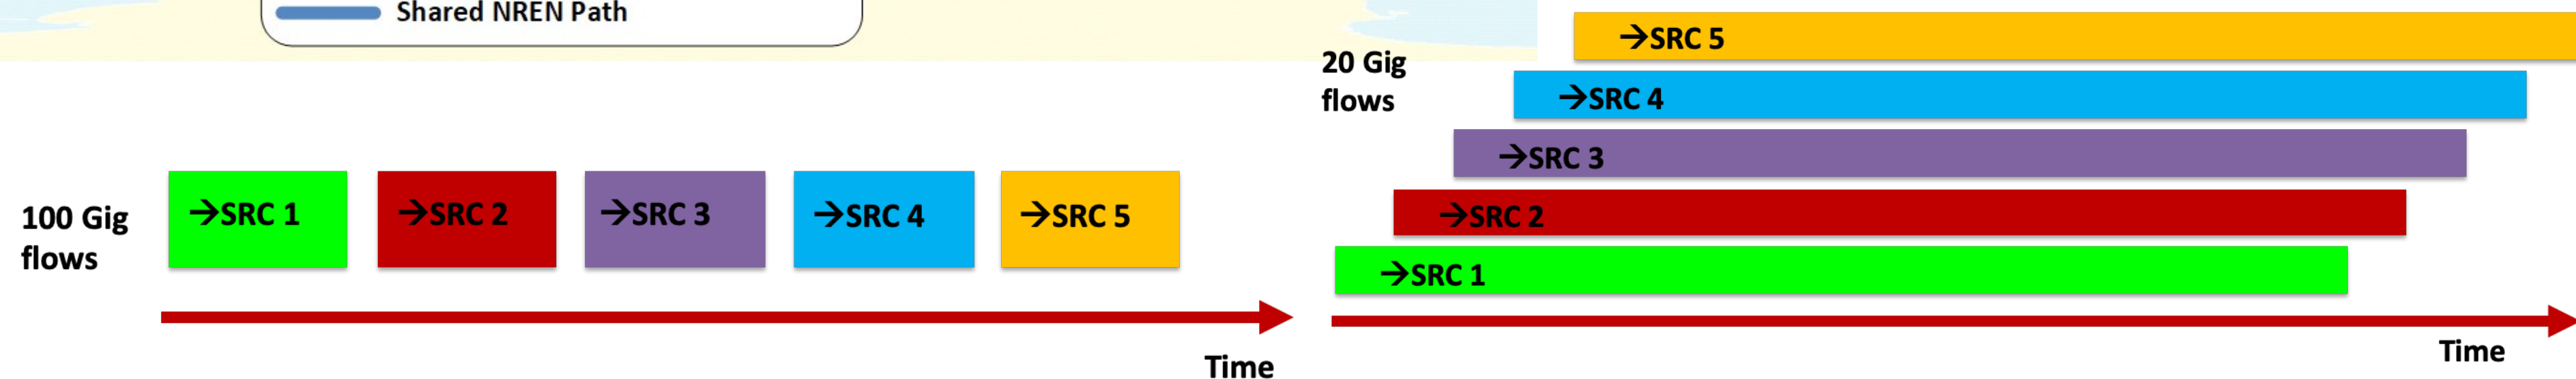 Shared NREN Path
100 Gig
flows
→SRC 1
→SRC 2
→SRC 3
→SRC 4
→SRC 5
Time
20 Gig
flows
→SRC 5
→SRC 4
→SRC 3
→SRC 2
→SRC 1
Time